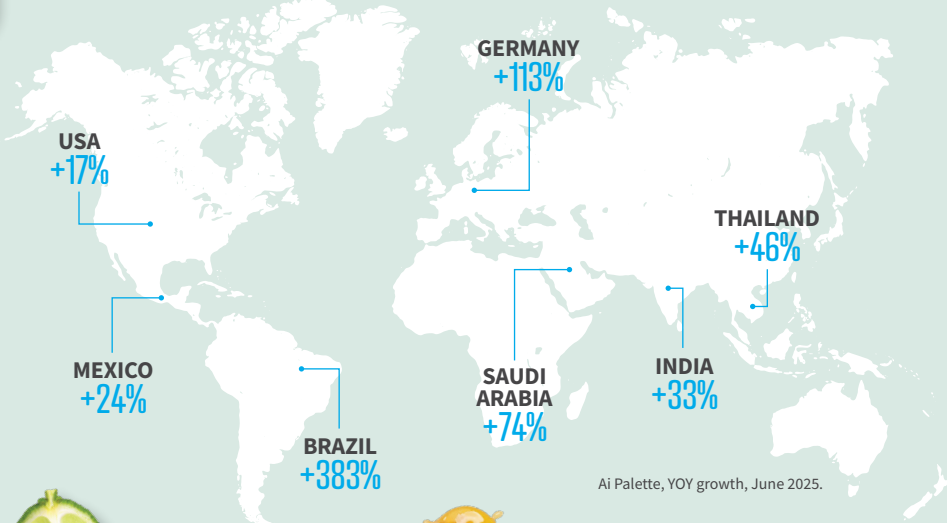 GERMANY
+113%
USA
+17%
THAILAND
+46%
MEXICO
+24%
SAUDI
ARABIA
+74%
INDIA
+33%
BRAZIL
+383%
Ai Palette, YOY growth, June 2025.